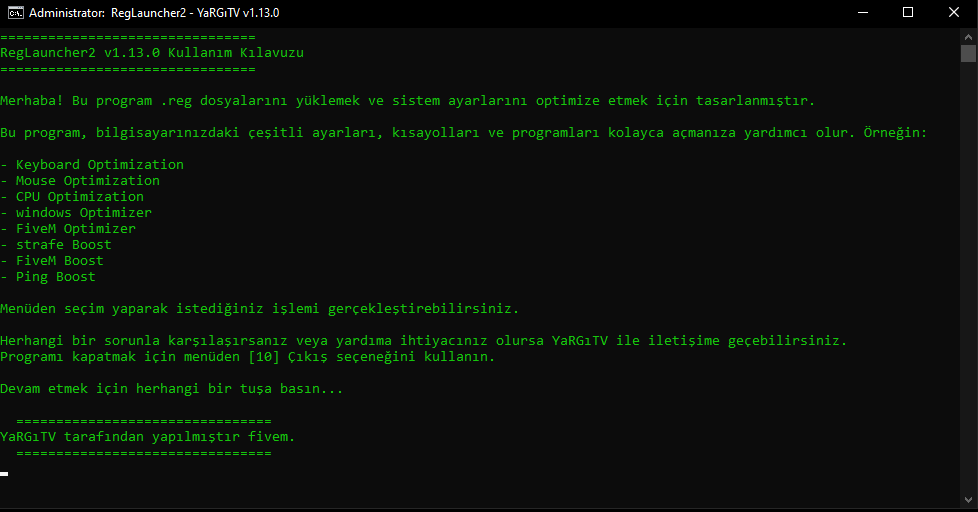 Administrator: RegLauncher2 - YaRGıTV v1.13.0
================================
RegLauncher2 v1.13.0 Kullanım Kılavuzu
================================
Merhaba! Bu program .reg dosyalarını yüklemek ve sistem ayarlarını optimize etmek için tasarlanmıştır.
Bu program, bilgisayarınızdaki çeşitli ayarları, kısayolları ve programları kolayca açmanıza yardımcı olur. Örneğin:
- Keyboard Optimization
- Mouse Optimization
- CPU Optimization
- windows Optimizer
- FiveM Optimizer
- strafe Boost
- FiveM Boost
- Ping Boost
Menüden seçim yaparak istediğiniz işlemi gerçekleştirebilirsiniz.
Herhangi bir sorunla karşılaşırsanız veya yardıma ihtiyacınız olursa YaRGıTV ile iletişime geçebilirsiniz.
Programı kapatmak için menüden [10] Çıkış seçeneğini kullanın.
Devam etmek için herhangi bir tuşa basın...
================================
YaRGıTV tarafından yapılmıştır fivem.
================================